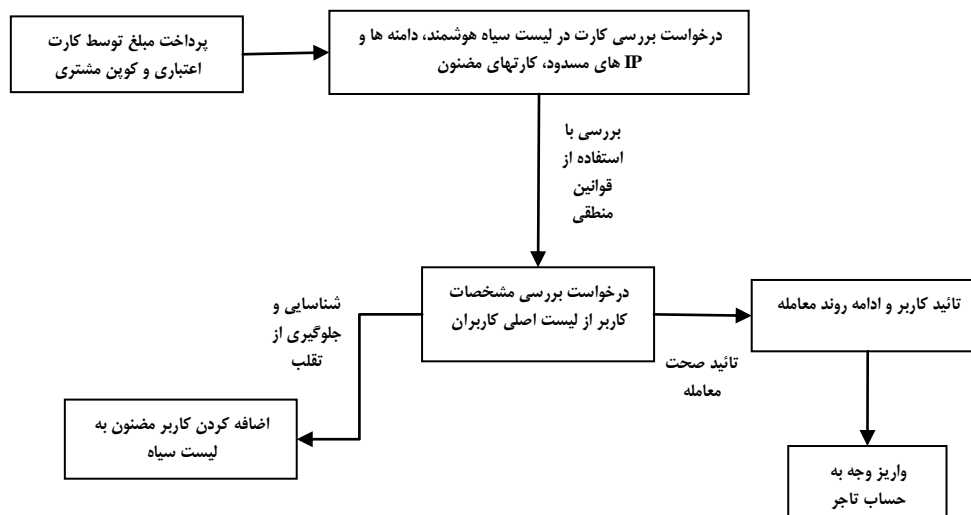 پرداخت مبلغ توسط کارت
اعتباری و کوپن مشتری
درخواست بررسی کارت در لیست سیاه هوشمند، دامنه ها و
IP های مسدود، کارتهای مضنون
بررسی با
استفاده از
قوانین
منطقی
درخواست بررسی مشخصات
کاربر از لیست اصلی کاربران
شناسایی و
جلوگیری از
تقلب
اضافه کردن کاربر مضنون به
لیست سیاه
تائید صحت
معامله
تائید کاربر و ادامه روند معامله
واریز وجه به
حساب تاجر